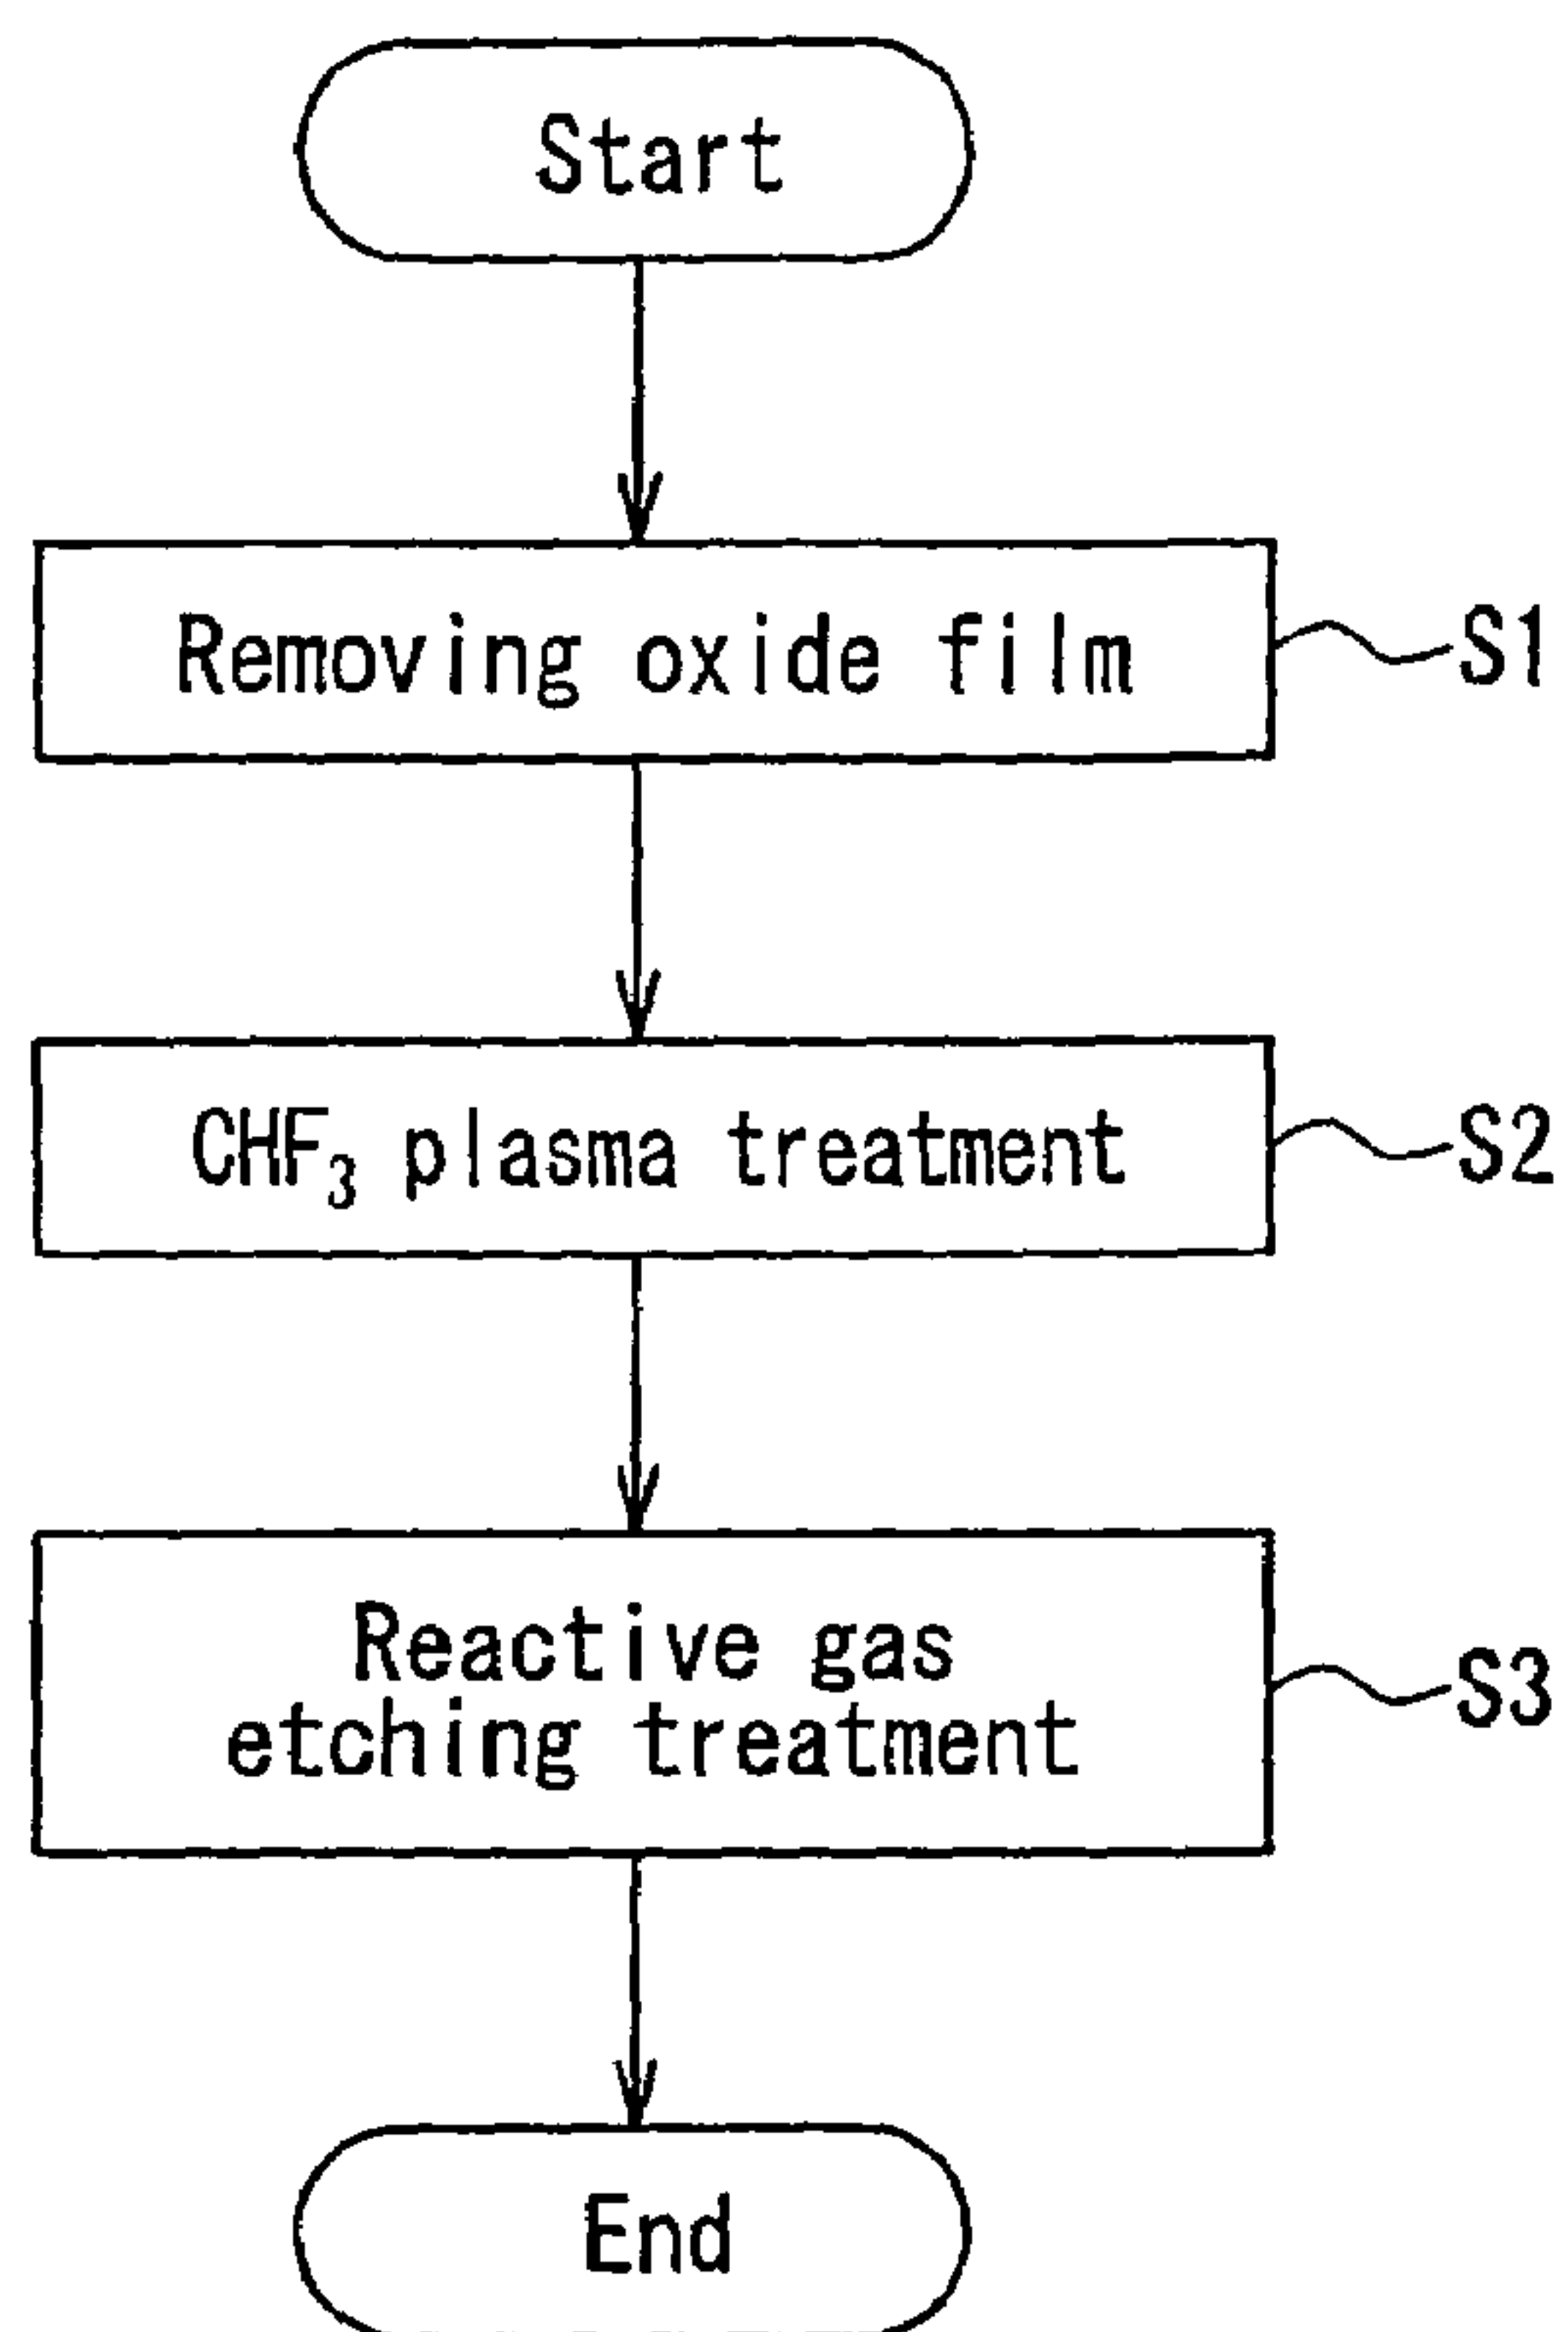 Start
Removing oxide film
S1
CHF₃ plasma treatment
S2
Reactive gas
etching treatment
S3
End